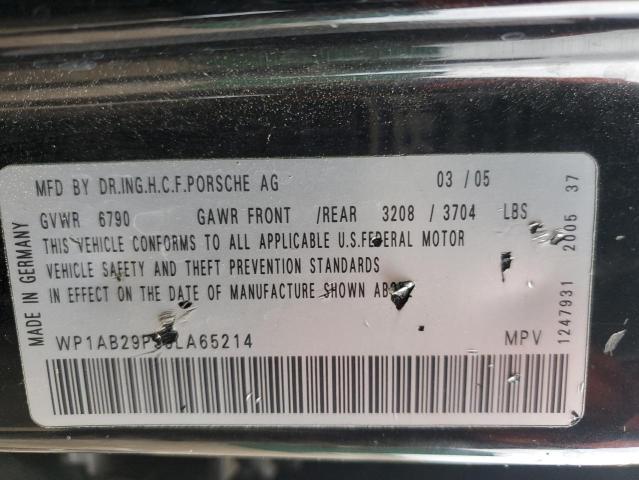 MFD BY DR.ING.H.C.F.PORSCHE AG 03 / 05
GVWR 6790 GAWR FRONT /REAR 3208 / 3704 LBS
THIS VEHICLE CONFORMS TO ALL APPLICABLE U.S.FEDERAL MOTOR
VEHICLE SAFETY AND THEFT PREVENTION STANDARDS
IN EFFECT ON THE DATE OF MANUFACTURE SHOWN
MPV
MADE IN GERMANY
1247931 2005 37